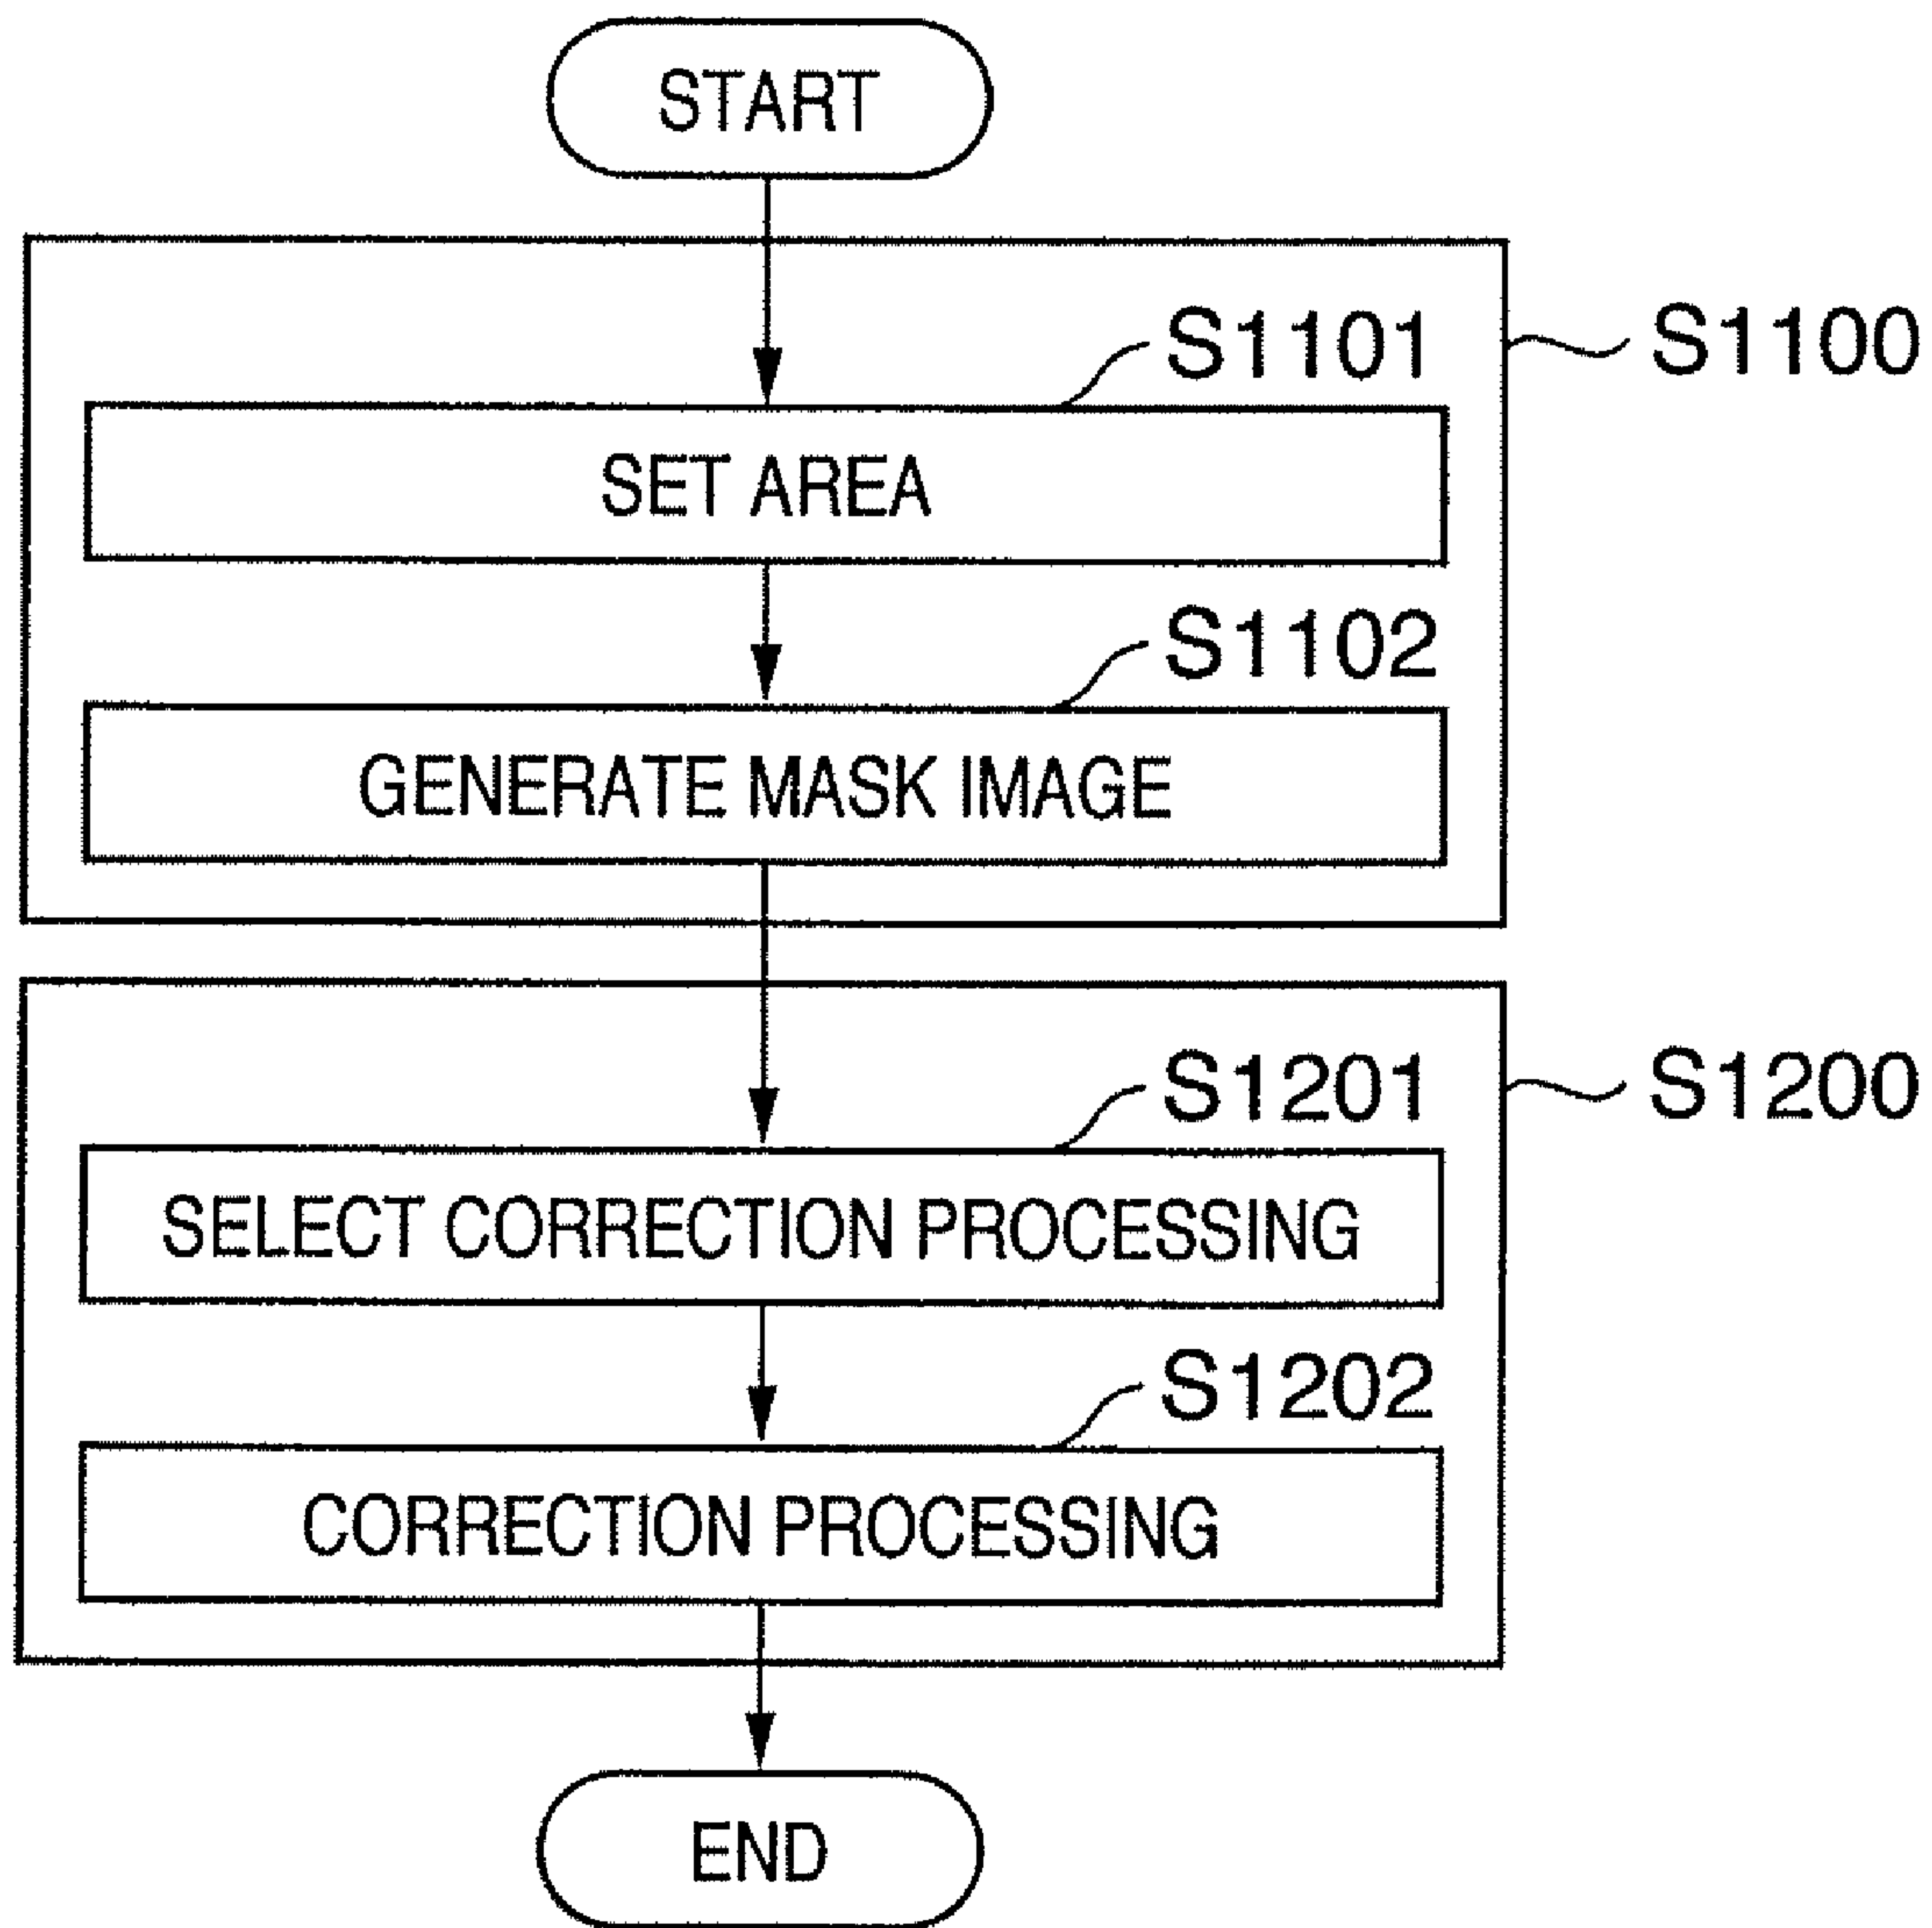 START
S1101
S1100
SET AREA
S1102
GENERATE MASK IMAGE
S1201
S1200
SELECT CORRECTION PROCESSING
S1202
CORRECTION PROCESSING
END